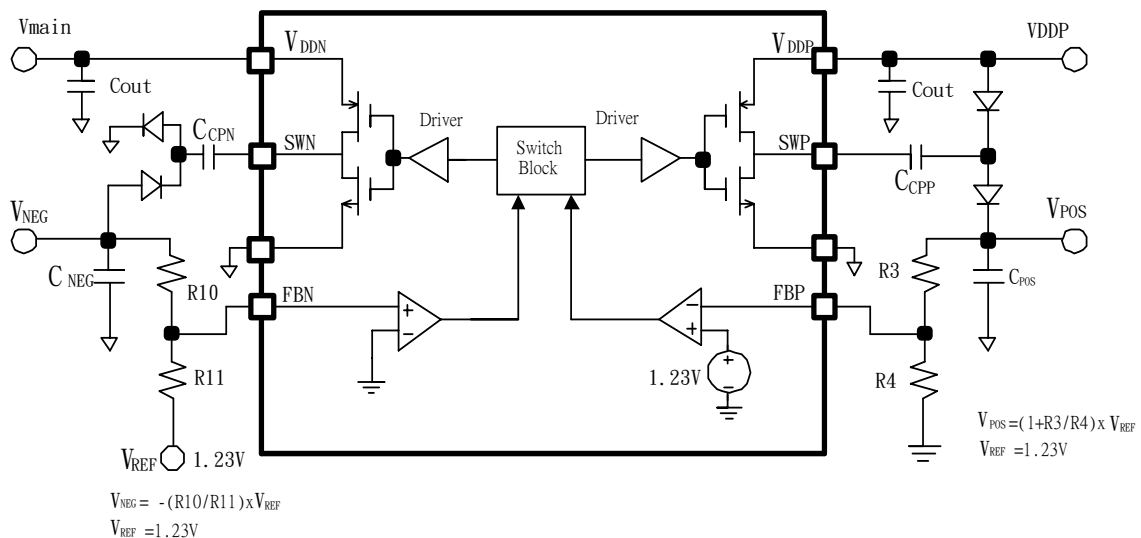 Vmain
VDDN
VDDP
VDDP
Cout
Cout
CCPN
SWN
Driver
Driver
Switch
Block
SWP
CCPP
VNEG
VPOS
C NEG
R10
FBN
+
−
−
+
FBP
R3
CPOS
R11
1.23V
+
−
R4
VREF 1.23V
VPOS =(1+R3/R4)x VREF
VREF =1.23V
VNEG = -(R10/R11)xVREF
VREF =1.23V